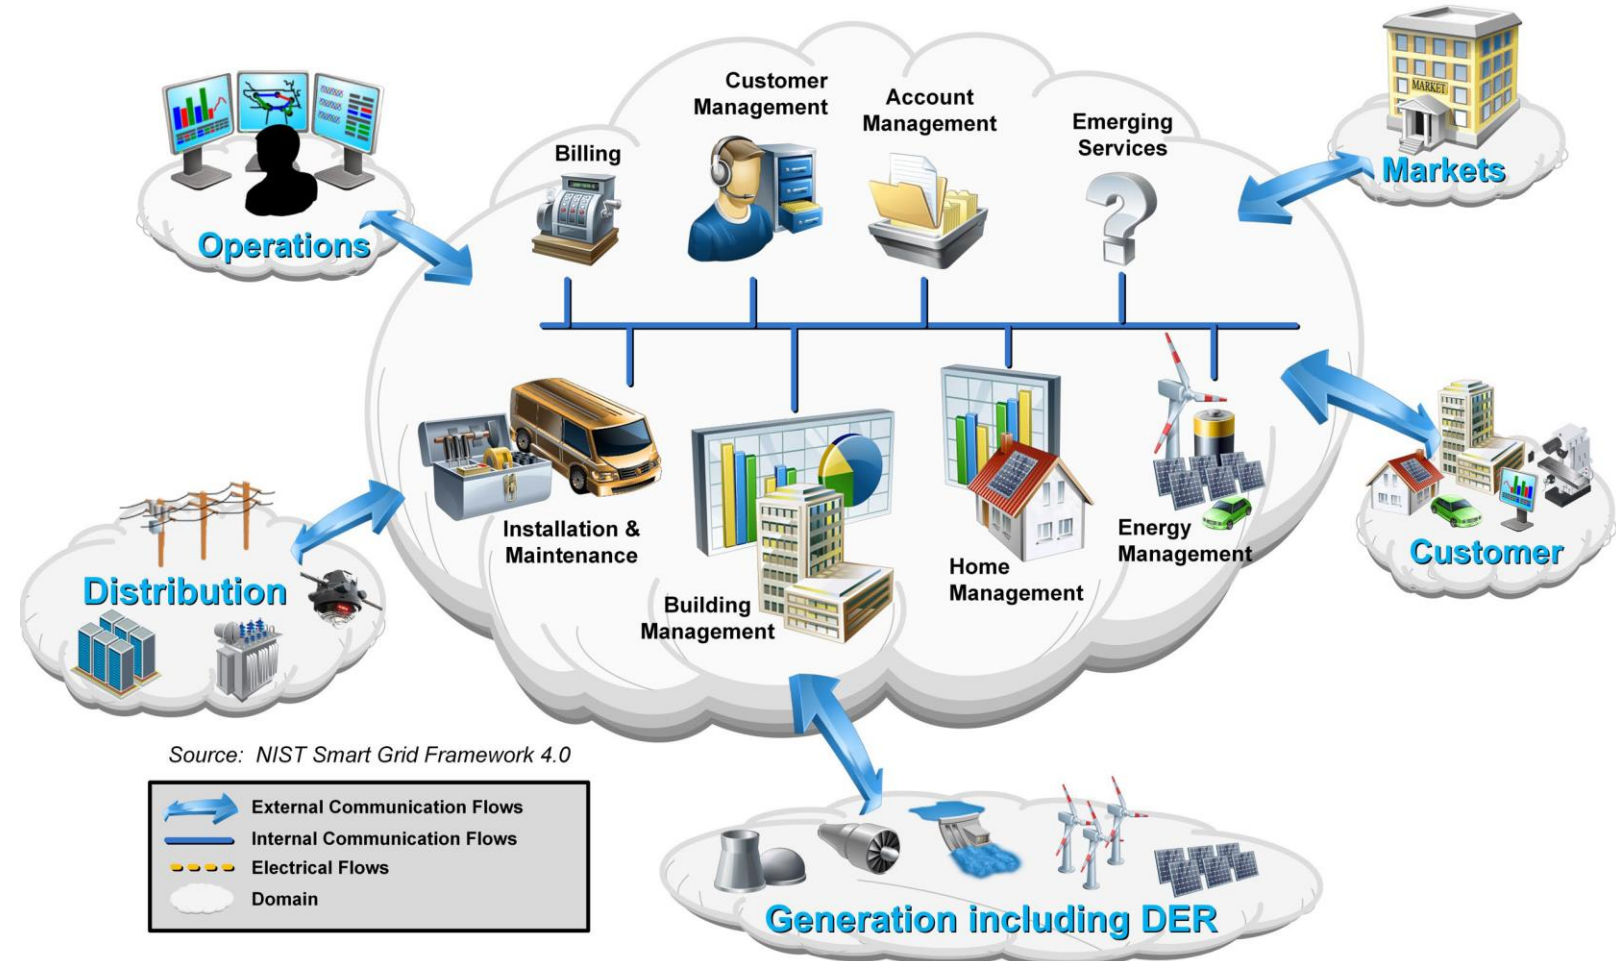 Customer
Management
Account
Management
Emerging
Services
Billing
MARKET
Markets
Operations
Installation &
Maintenance
Building
Management
Home
Management
Energy
Management
Customer
Distribution
Source:  NIST Smart Grid Framework 4.0
External Communication Flows
Internal Communication Flows
Electrical Flows
Domain
Generation including DER